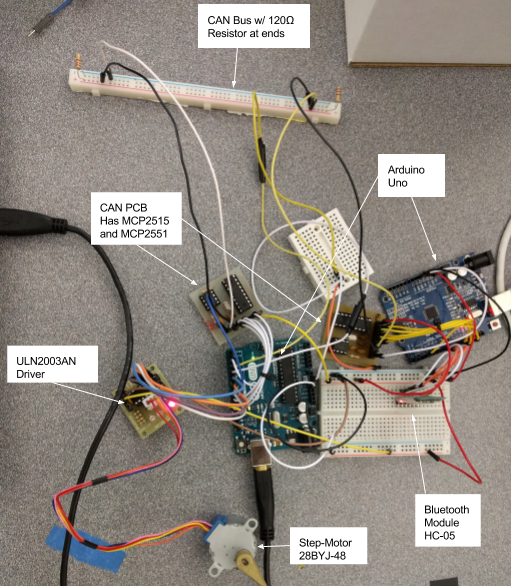 CAN Bus w/ 120Ω
Resistor at ends
Arduino
Uno
CAN PCB
Has MCP2515
and MCP2551
ULN2003AN
Driver
Bluetooth
Module
HC-05
Step-Motor
28BYJ-48